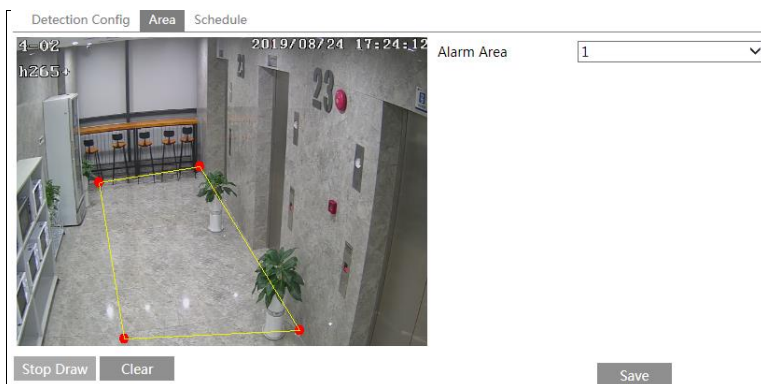 Detection Config Area Schedule
4-02 2019/08/24 17:24:12
h265+
23
23
Alarm Area 1
Stop Draw Clear
Save